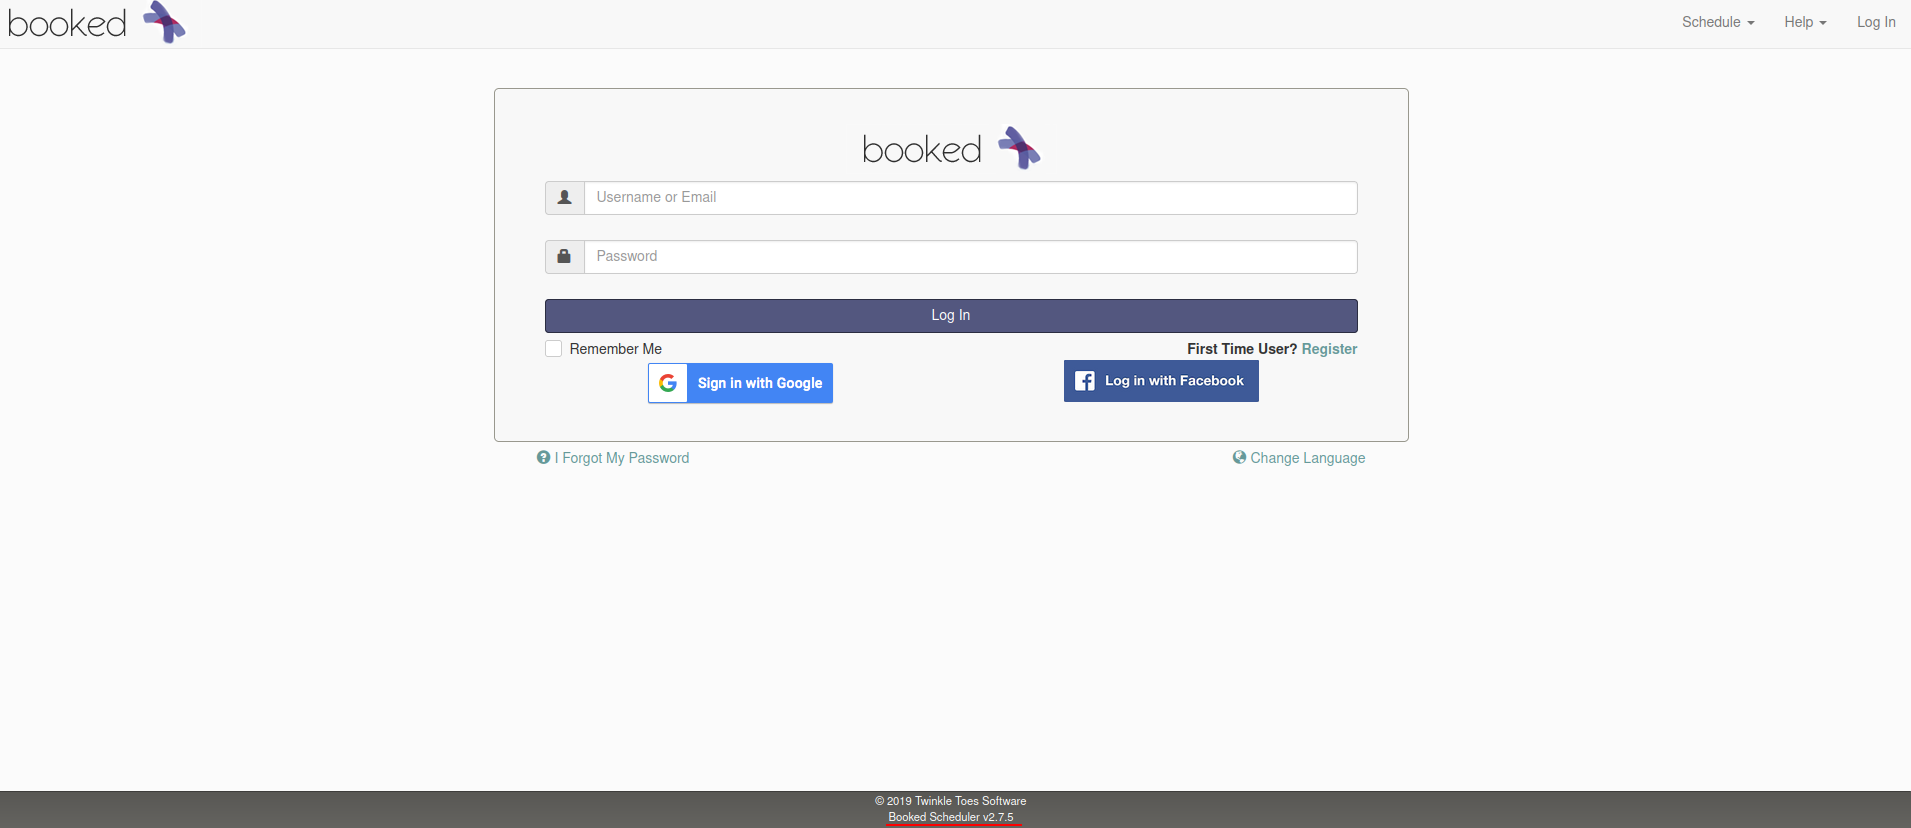 booked
Schedule
Help
Log In
booked
Username or Email
Password
Log In
Remember Me
First Time User? Register
Sign in with Google
Log in with Facebook
I Forgot My Password
Change Language
© 2019 Twinkle Toes Software
Booked Scheduler v2.7.5